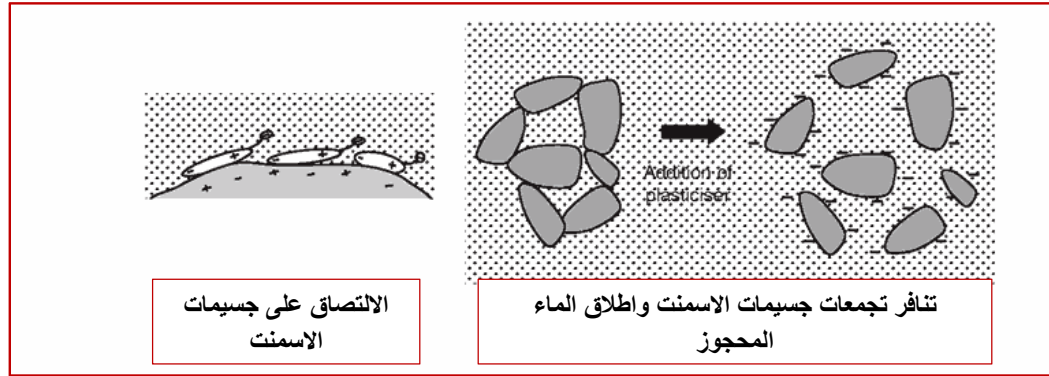 Addition of
plasticiser
تنافر تجمعات جسيمات الاسمنت واطلاق الماء
المحجوز
الالتصاق على جسيمات
الاسمنت